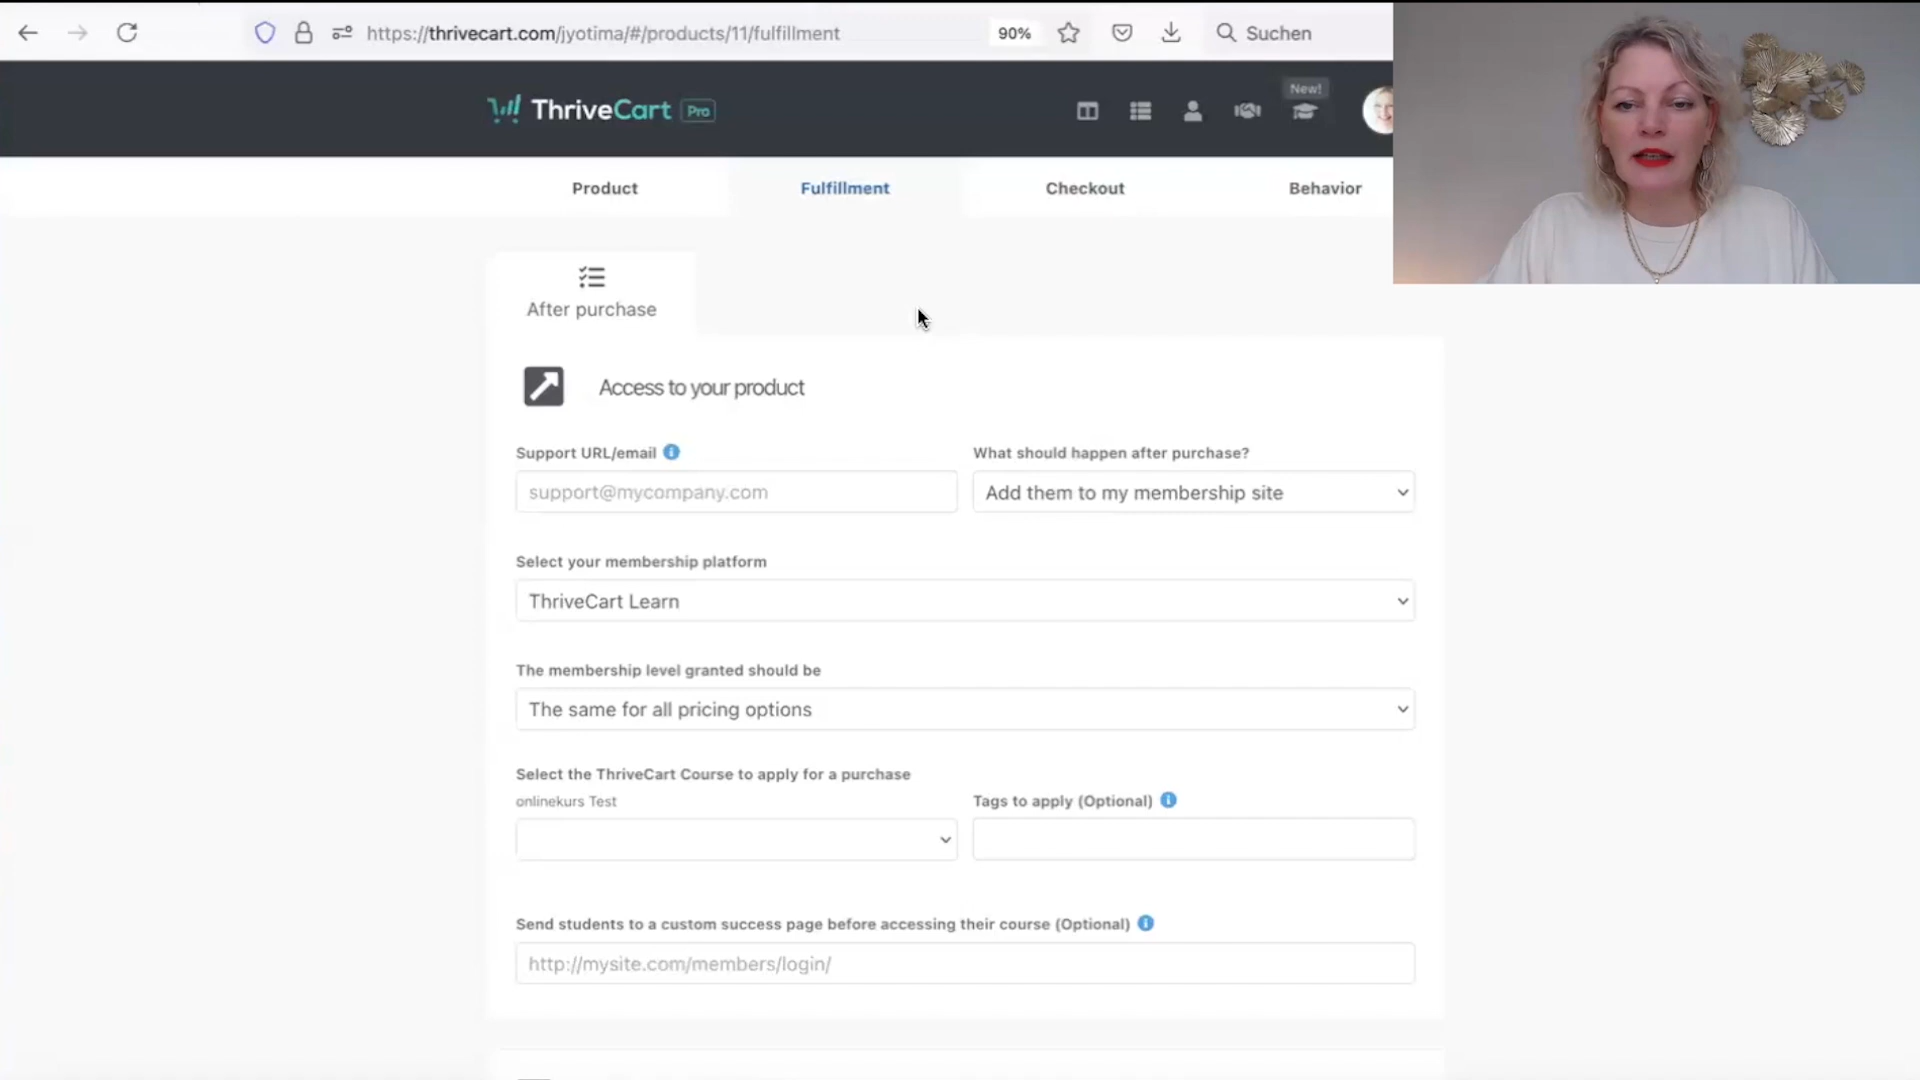 https://thrivecart.com/jyotima/#/products/11/fulfillment
90%
Suchen
ThriveCart Pro
New!
Product
Fulfillment
Checkout
Behavior
After purchase
Access to your product
Support URL/email
What should happen after purchase?
support@mycompany.com
Add them to my membership site
Select your membership platform
ThriveCart Learn
The membership level granted should be
The same for all pricing options
Select the ThriveCart Course to apply for a purchase
onlinekurs Test
Tags to apply (Optional)
Send students to a custom success page before accessing their course (Optional)
http://mysite.com/members/login/